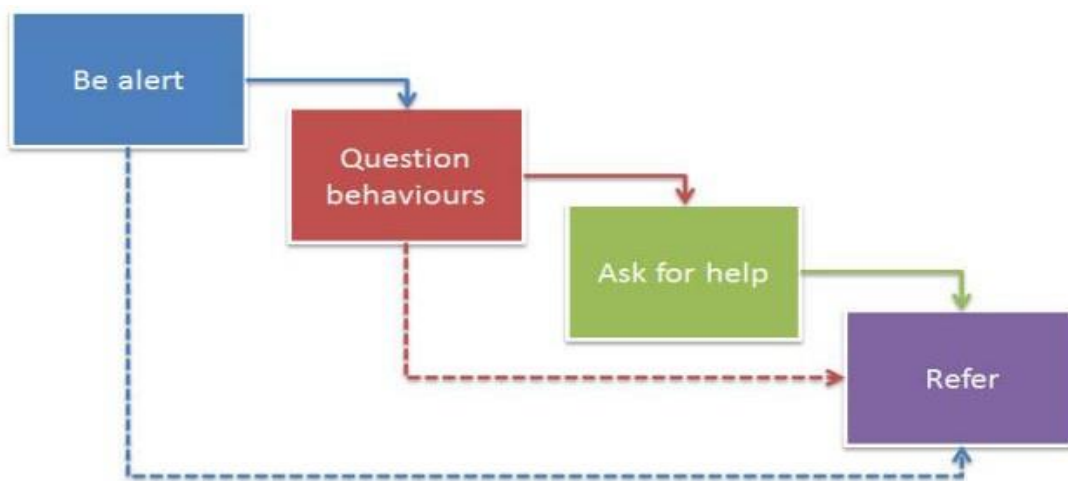 Be alert
Question
behaviours
Ask for help
Refer